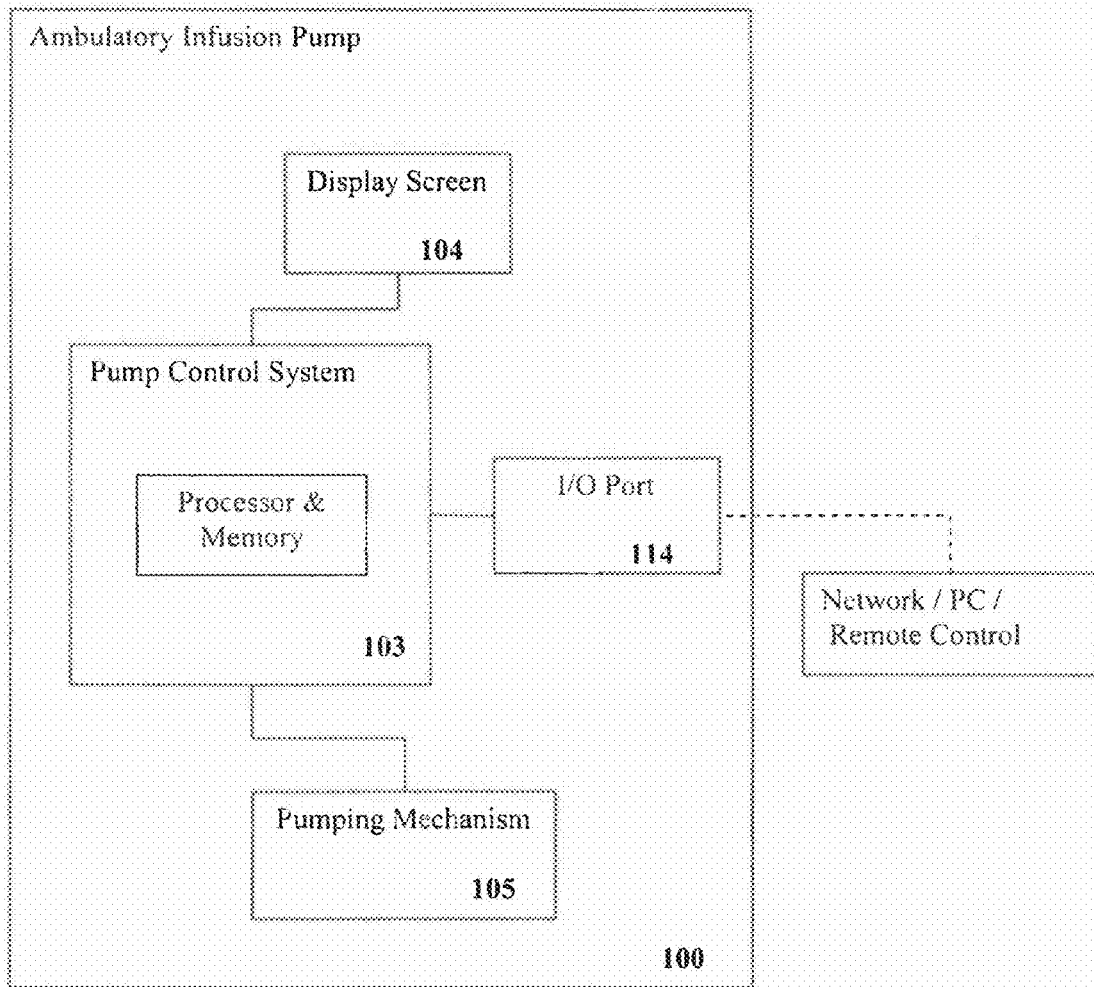 Ambulatory Infusion Pump
Display Screen
104
Pump Control System
Processor &
Memory
103
I/O Port
114
Network / PC /
Remote Control
Pumping Mechanism
105
100